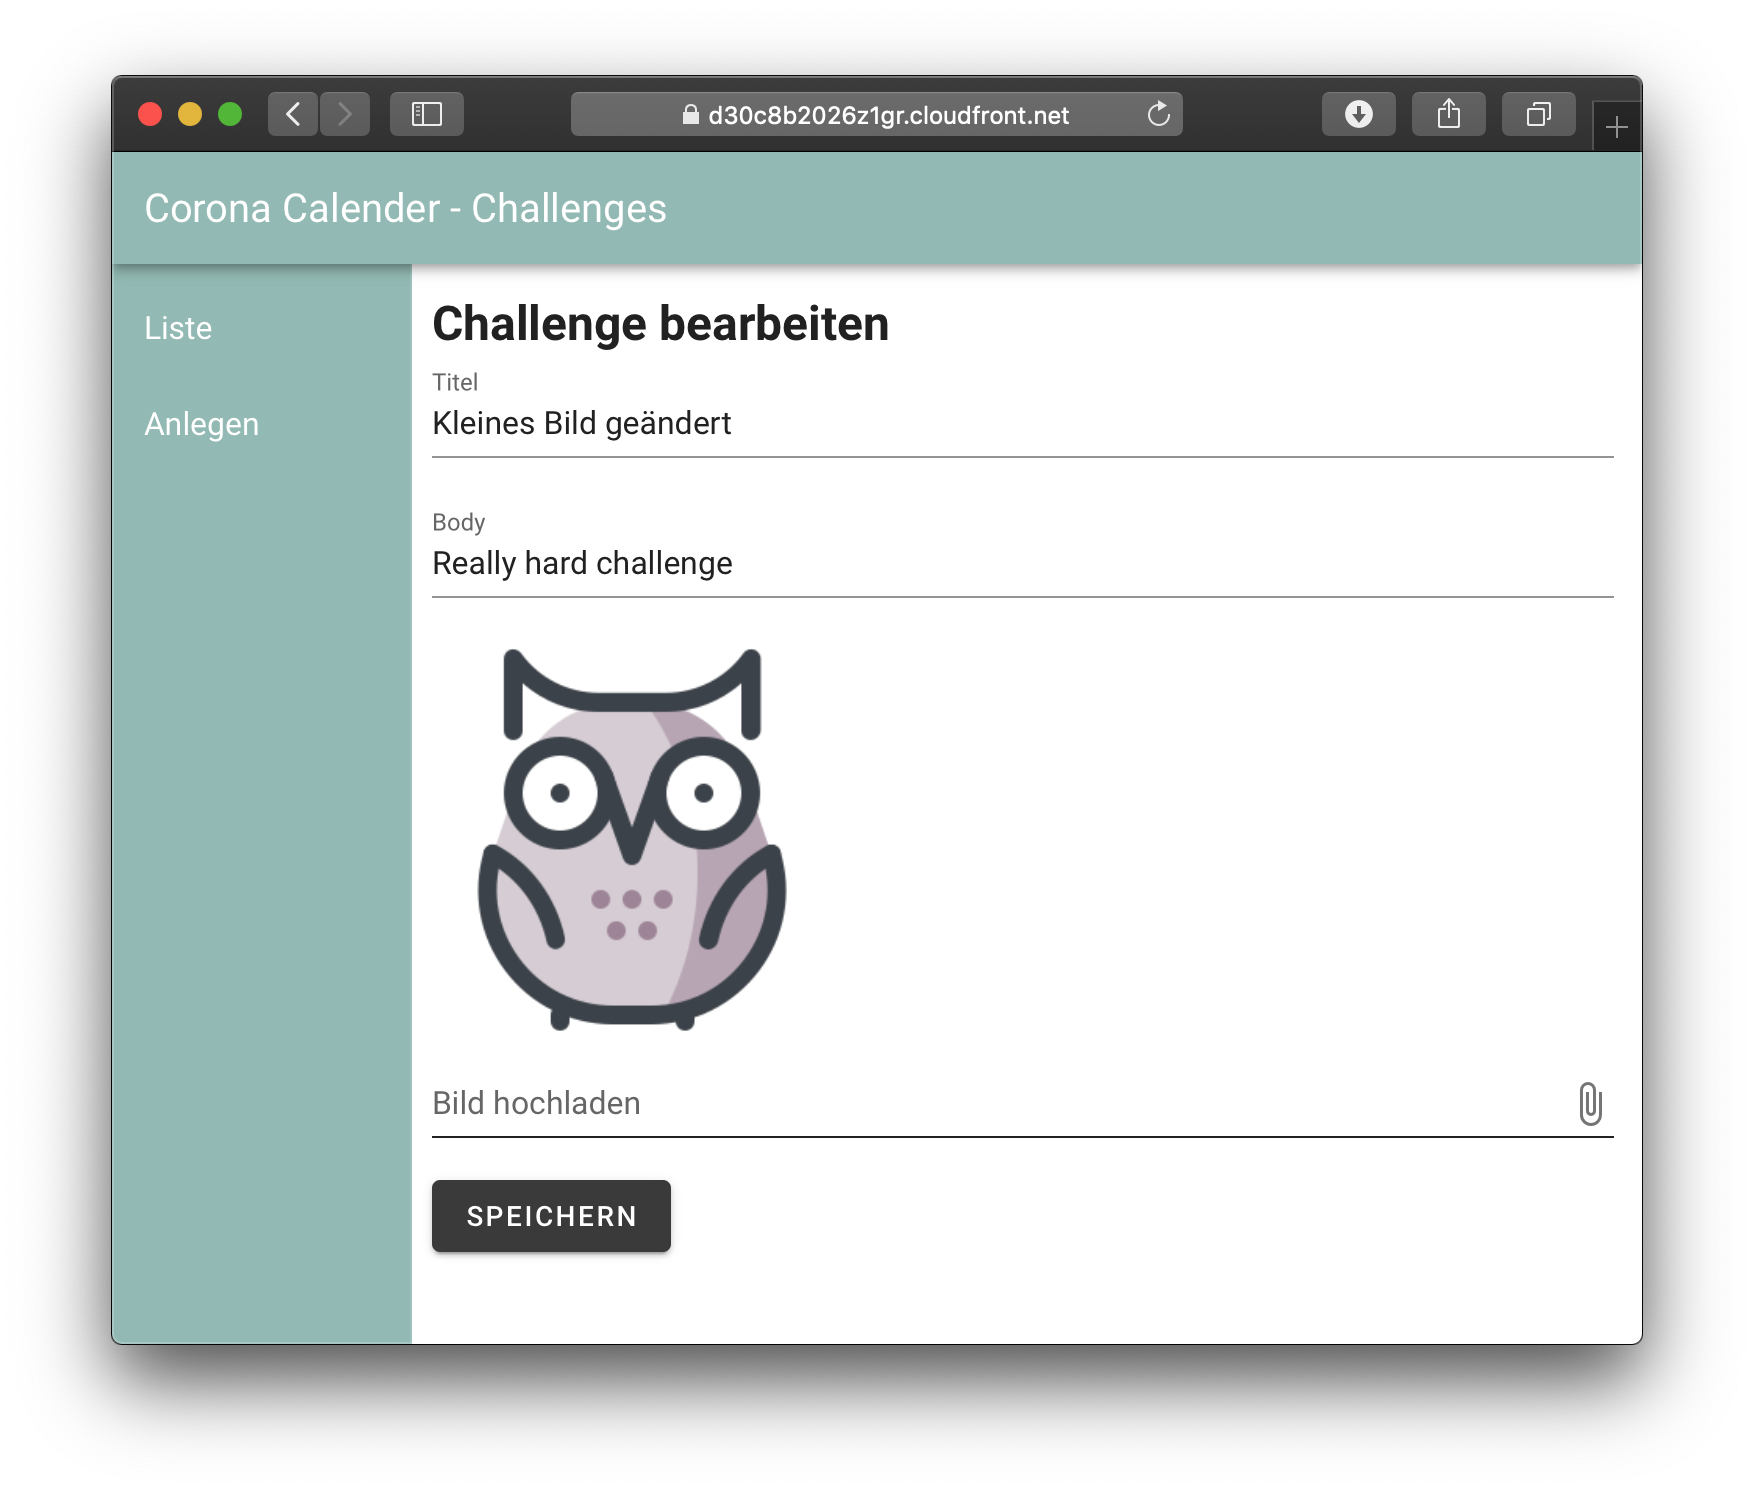 d30c8b2026z1gr.cloudfront.net
Corona Calender - Challenges
Liste
Anlegen
Challenge bearbeiten
Titel
Kleines Bild geändert
Body
Really hard challenge
Bild hochladen
SPEICHERN